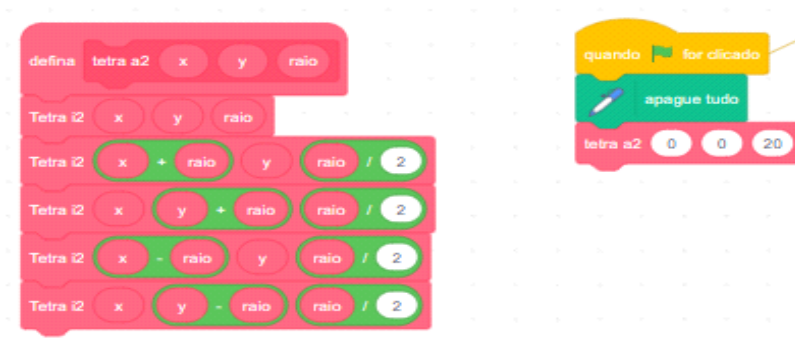 defina tetra a2 x y raio
Tetra i2 x y raio
Tetra i2 x + raio y raio / 2
Tetra i2 x y + raio raio / 2
Tetra i2 x - raio y raio / 2
Tetra i2 x y - raio raio / 2
quando for clicado
apague tudo
tetra a2 0 0 20